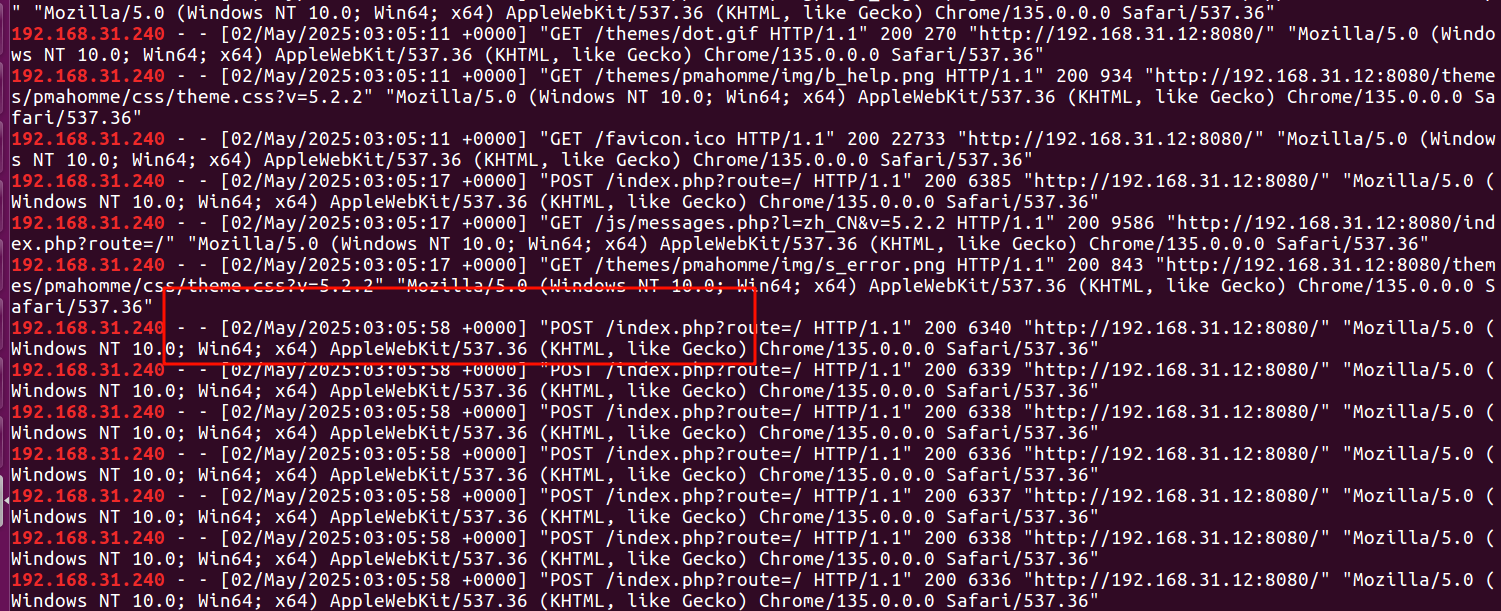 " "Mozilla/5.0 (Windows NT 10.0; Win64; x64) AppleWebKit/537.36 (KHTML, like Gecko) Chrome/135.0.0.0 Safari/537.36"
192.168.31.240 - - [02/May/2025:03:05:11 +0000] "GET /themes/dot.gif HTTP/1.1" 200 270 "http://192.168.31.12:8080/" "Mozilla/5.0 (Windo
ws NT 10.0; Win64; x64) AppleWebKit/537.36 (KHTML, like Gecko) Chrome/135.0.0.0 Safari/537.36"
192.168.31.240 - - [02/May/2025:03:05:11 +0000] "GET /themes/pmahomme/img/b_help.png HTTP/1.1" 200 934 "http://192.168.31.12:8080/theme
s/pmahomme/css/theme.css?v=5.2.2" "Mozilla/5.0 (Windows NT 10.0; Win64; x64) AppleWebKit/537.36 (KHTML, like Gecko) Chrome/135.0.0.0 Sa
fari/537.36"
192.168.31.240 - - [02/May/2025:03:05:11 +0000] "GET /favicon.ico HTTP/1.1" 200 22733 "http://192.168.31.12:8080/" "Mozilla/5.0 (Window
s NT 10.0; Win64; x64) AppleWebKit/537.36 (KHTML, like Gecko) Chrome/135.0.0.0 Safari/537.36"
192.168.31.240 - - [02/May/2025:03:05:17 +0000] "POST /index.php?route=/ HTTP/1.1" 200 6385 "http://192.168.31.12:8080/" "Mozilla/5.0 (
Windows NT 10.0; Win64; x64) AppleWebKit/537.36 (KHTML, like Gecko) Chrome/135.0.0.0 Safari/537.36"
192.168.31.240 - - [02/May/2025:03:05:17 +0000] "GET /js/messages.php?l=zh_CN&v=5.2.2 HTTP/1.1" 200 9586 "http://192.168.31.12:8080/ind
ex.php?route=/" "Mozilla/5.0 (Windows NT 10.0; Win64; x64) AppleWebKit/537.36 (KHTML, like Gecko) Chrome/135.0.0.0 Safari/537.36"
192.168.31.240 - - [02/May/2025:03:05:17 +0000] "GET /themes/pmahomme/img/s_error.png HTTP/1.1" 200 843 "http://192.168.31.12:8080/them
es/pmahomme/css/theme.css?v=5.2.2" "Mozilla/5.0 (Windows NT 10.0; Win64; x64) AppleWebKit/537.36 (KHTML, like Gecko) Chrome/135.0.0.0 S
afari/537.36"
192.168.31.240 - - [02/May/2025:03:05:58 +0000] "POST /index.php?route=/ HTTP/1.1" 200 6340 "http://192.168.31.12:8080/" "Mozilla/5.0 (
Windows NT 10.0; Win64; x64) AppleWebKit/537.36 (KHTML, like Gecko) Chrome/135.0.0.0 Safari/537.36"
192.168.31.240 - - [02/May/2025:03:05:58 +0000] "POST /index.php?route=/ HTTP/1.1" 200 6339 "http://192.168.31.12:8080/" "Mozilla/5.0 (
Windows NT 10.0; Win64; x64) AppleWebKit/537.36 (KHTML, like Gecko) Chrome/135.0.0.0 Safari/537.36"
192.168.31.240 - - [02/May/2025:03:05:58 +0000] "POST /index.php?route=/ HTTP/1.1" 200 6338 "http://192.168.31.12:8080/" "Mozilla/5.0 (
Windows NT 10.0; Win64; x64) AppleWebKit/537.36 (KHTML, like Gecko) Chrome/135.0.0.0 Safari/537.36"
192.168.31.240 - - [02/May/2025:03:05:58 +0000] "POST /index.php?route=/ HTTP/1.1" 200 6336 "http://192.168.31.12:8080/" "Mozilla/5.0 (
Windows NT 10.0; Win64; x64) AppleWebKit/537.36 (KHTML, like Gecko) Chrome/135.0.0.0 Safari/537.36"
192.168.31.240 - - [02/May/2025:03:05:58 +0000] "POST /index.php?route=/ HTTP/1.1" 200 6337 "http://192.168.31.12:8080/" "Mozilla/5.0 (
Windows NT 10.0; Win64; x64) AppleWebKit/537.36 (KHTML, like Gecko) Chrome/135.0.0.0 Safari/537.36"
192.168.31.240 - - [02/May/2025:03:05:58 +0000] "POST /index.php?route=/ HTTP/1.1" 200 6338 "http://192.168.31.12:8080/" "Mozilla/5.0 (
Windows NT 10.0; Win64; x64) AppleWebKit/537.36 (KHTML, like Gecko) Chrome/135.0.0.0 Safari/537.36"
192.168.31.240 - - [02/May/2025:03:05:58 +0000] "POST /index.php?route=/ HTTP/1.1" 200 6336 "http://192.168.31.12:8080/" "Mozilla/5.0 (
Windows NT 10.0; Win64; x64) AppleWebKit/537.36 (KHTML, like Gecko) Chrome/135.0.0.0 Safari/537.36"